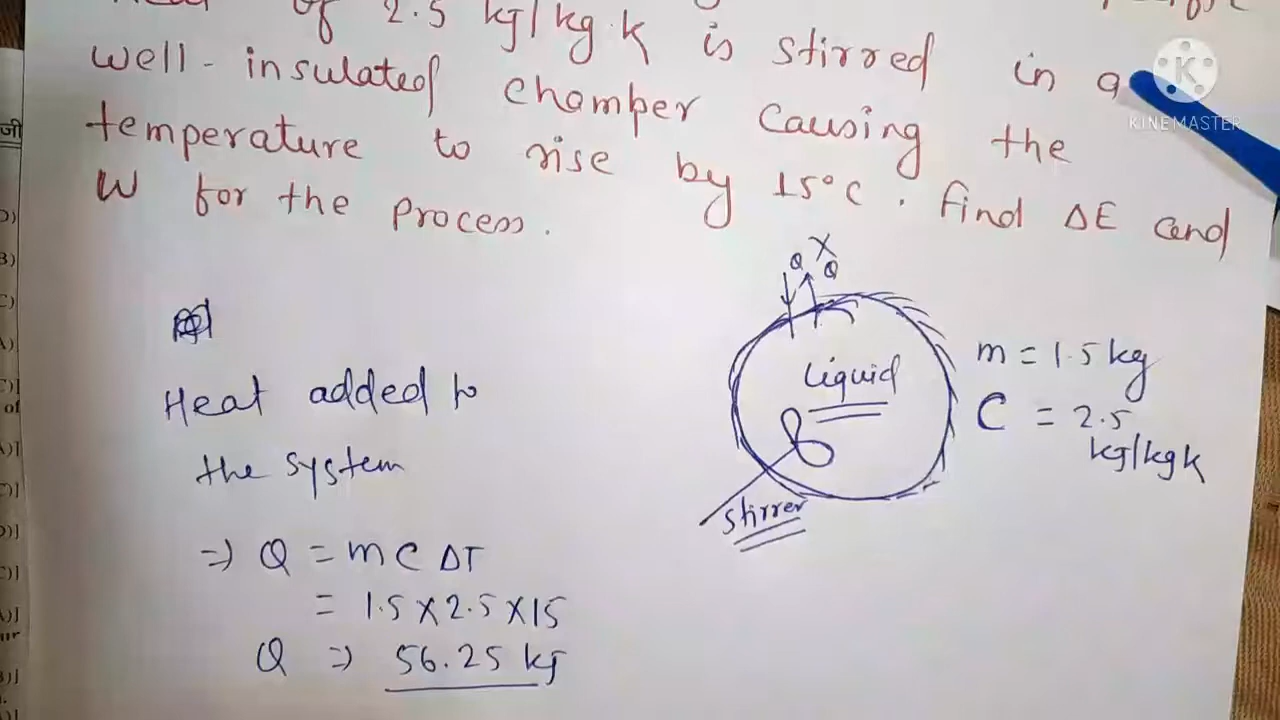 of 2.5 kJ/kg.k is stirred in a
well-insulated chamber causing the
temperature to rise by 15°C. find ΔE and
W for the process.
KINEMASTER
Q X Q
Liquid
stirrer
m = 1.5 kg
C = 2.5
kJ/kgk
Heat added to
the system
=> Q = mCΔT
= 1.5 X 2.5 X 15
Q => 56.25 kJ